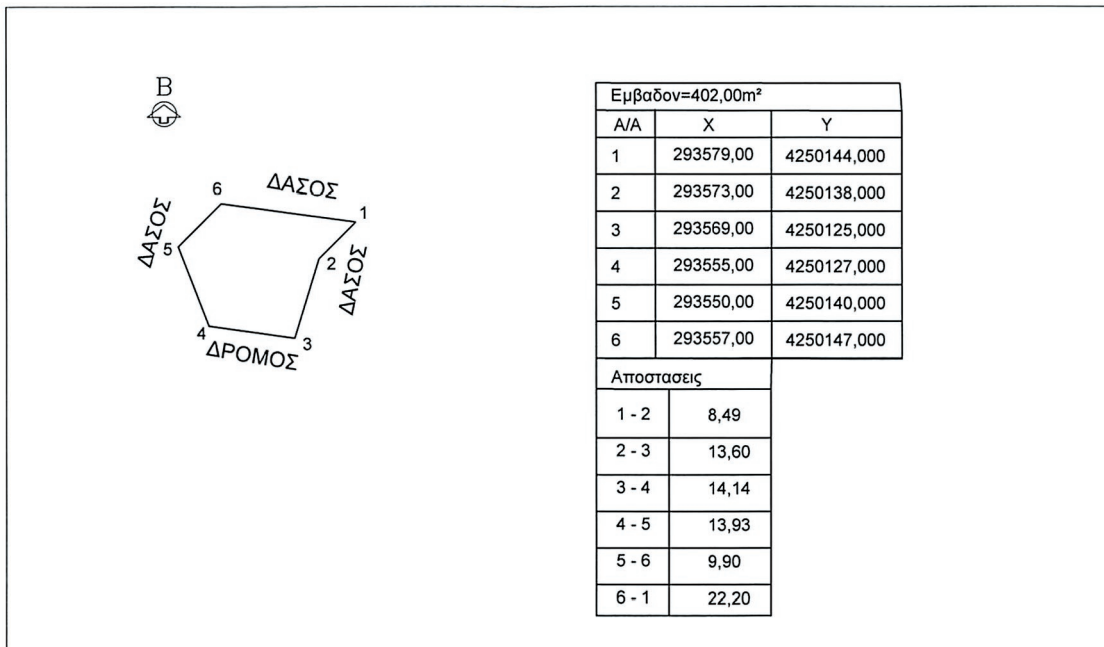 Β
6
ΔΑΣΟΣ
1
ΔΑΣΟΣ
5
2
ΔΑΣΟΣ
4
3
ΔΡΟΜΟΣ
Εμβαδον=402,00m²
Α/Α Χ Υ
1 293579,00 4250144,000
2 293573,00 4250138,000
3 293569,00 4250125,000
4 293555,00 4250127,000
5 293550,00 4250140,000
6 293557,00 4250147,000
Αποστασεις
1 - 2 8,49
2 - 3 13,60
3 - 4 14,14
4 - 5 13,93
5 - 6 9,90
6 - 1 22,20